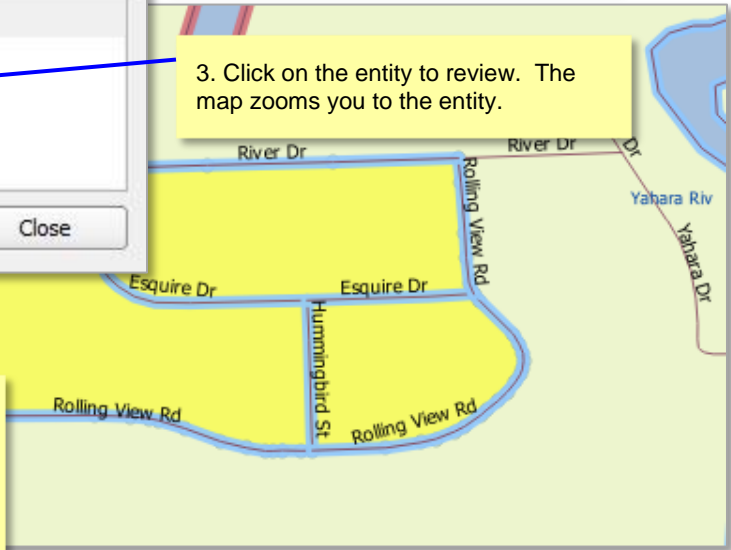 3. Click on the entity to review.  The
map zooms you to the entity.
River Dr
River Dr
Dr
Rolling View Rd
Yahara Riv
Close
Yahara Dr
Esquire Dr
Esquire Dr
Hummingbird St
Rolling View Rd
Rolling View Rd